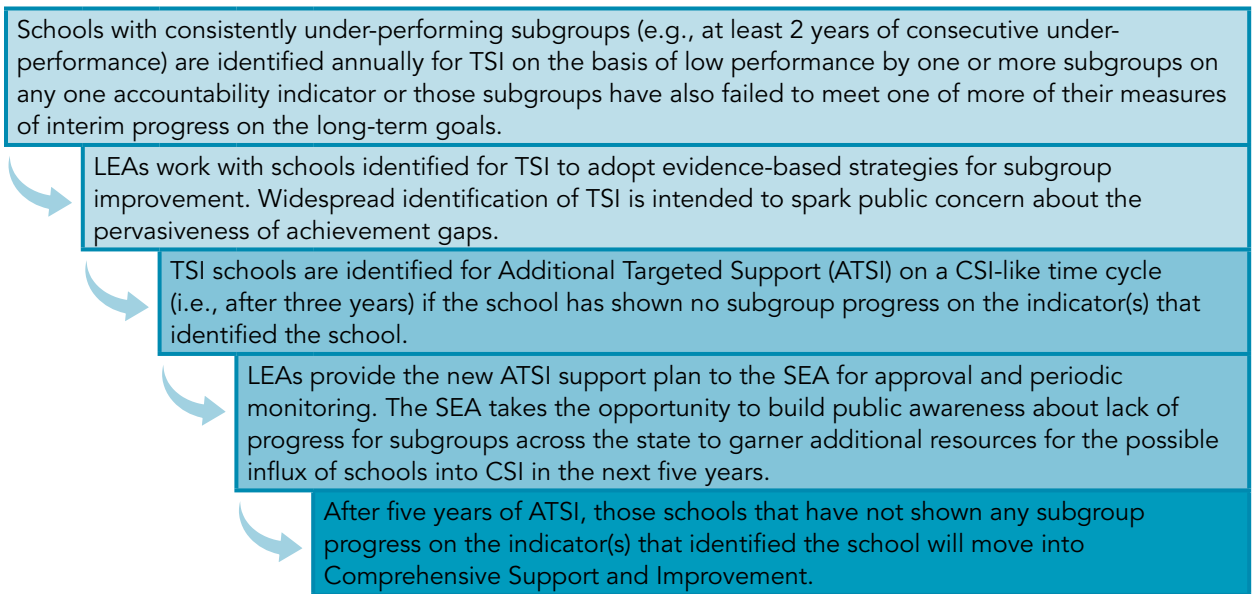 Schools with consistently under-performing subgroups (e.g., at least 2 years of consecutive under-
performance) are identified annually for TSI on the basis of low performance by one or more subgroups on
any one accountability indicator or those subgroups have also failed to meet one of more of their measures
of interim progress on the long-term goals.
LEAs work with schools identified for TSI to adopt evidence-based strategies for subgroup
improvement. Widespread identification of TSI is intended to spark public concern about the
pervasiveness of achievement gaps.
TSI schools are identified for Additional Targeted Support (ATSI) on a CSI-like time cycle
(i.e., after three years) if the school has shown no subgroup progress on the indicator(s) that
identified the school.
LEAs provide the new ATSI support plan to the SEA for approval and periodic
monitoring. The SEA takes the opportunity to build public awareness about lack of
progress for subgroups across the state to garner additional resources for the possible
influx of schools into CSI in the next five years.
After five years of ATSI, those schools that have not shown any subgroup
progress on the indicator(s) that identified the school will move into
Comprehensive Support and Improvement.